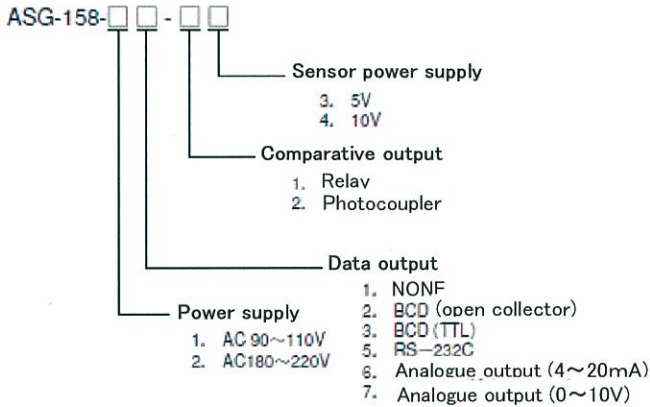 ASG-158-□□-□□
Sensor power supply
3. 5V
4. 10V
Comparative output
1. Relav
2. Photocoupler
Data output
1. NONF
2. BCD (open collector)
3. BCD (TTL)
5. RS-232C
6. Analogue output (4～20mA)
7. Analogue output (0～10V)
Power supply
1. AC 90～110V
2. AC180～220V